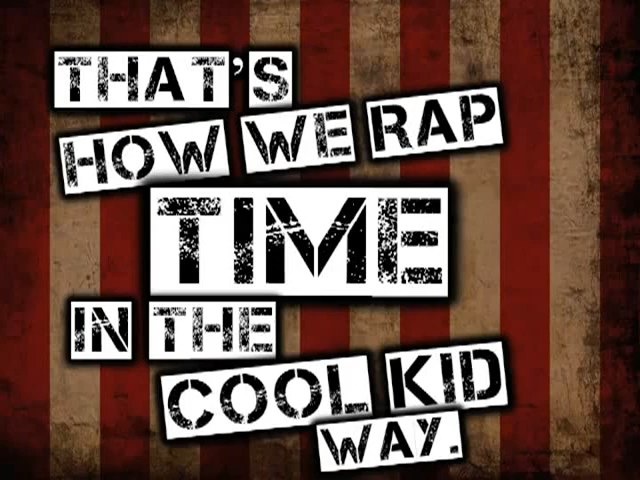 THAT'S
HOW WE RAP
TIME
IN THE
COOL KID
WAY.